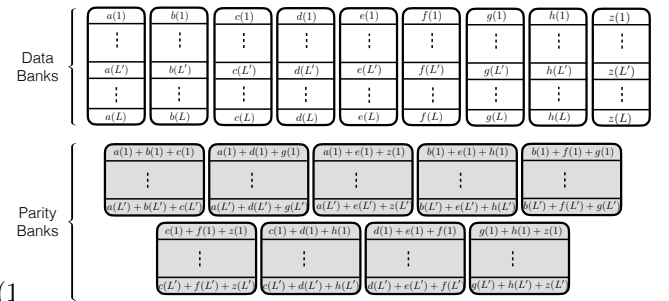 a(1) b(1) c(1) d(1) e(1) f(1) g(1) h(1) z(1)
Data
Banks
a(L′) b(L′) c(L′) d(L′) e(L′) f(L′) g(L′) h(L′) z(L′)
a(L) b(L) c(L) d(L) e(L) f(L) g(L) h(L) z(L)
a(1) + b(1) + c(1) a(1) + d(1) + g(1) a(1) + e(1) + z(1) b(1) + e(1) + h(1) b(1) + f(1) + g(1)
a(L′) + b(L′) + c(L′) a(L′) + d(L′) + g(L′) a(L′) + e(L′) + z(L′) b(L′) + e(L′) + h(L′) b(L′) + f(L′) + g(L′)
Parity
Banks
c(1) + f(1) + z(1) c(1) + d(1) + h(1) d(1) + e(1) + f(1) g(1) + h(1) + z(1)
c(L′) + f(L′) + z(L′) c(L′) + d(L′) + h(L′) d(L′) + e(L′) + f(L′) g(L′) + h(L′) + z(L′)
(1